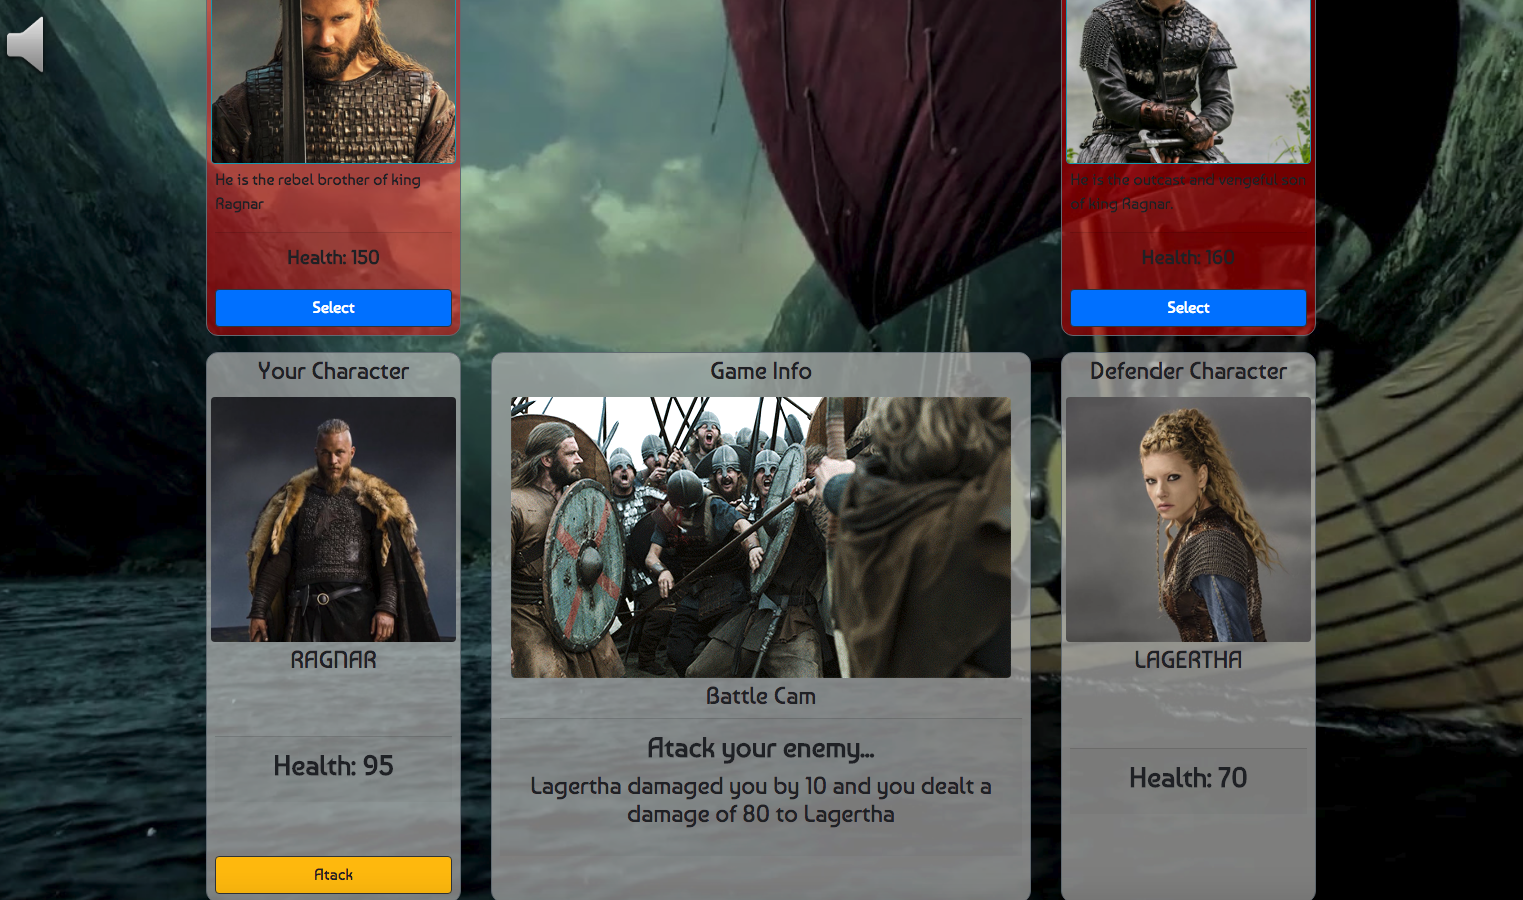 He is the rebel brother of king
Ragnar
Health: 150
Select
He is the outcast and vengeful son
of king Ragnar.
Health: 160
Select
Your Character
RAGNAR
Health: 95
Atack
Game Info
Battle Cam
Atack your enemy...
Lagertha damaged you by 10 and you dealt a
damage of 80 to Lagertha
Defender Character
LAGERTHA
Health: 70